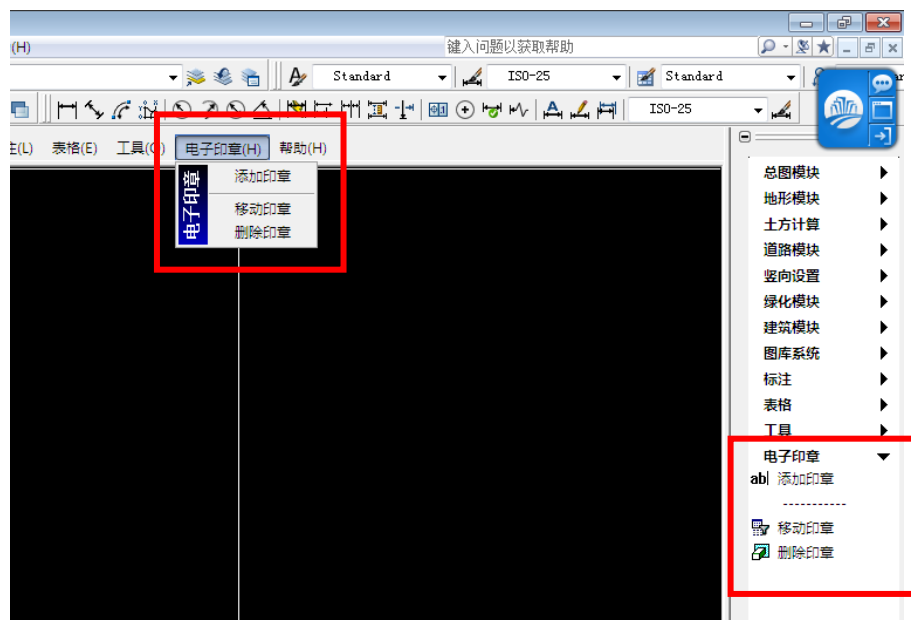 (H)
键入问题以获取帮助
Standard
ISO-25
Standard
ISO-25
表格(E)
电子印章(H)
帮助(H)
电子印章
添加印章
移动印章
删除印章
总图模块
地形模块
土方计算
道路模块
竖向设置
绿化模块
建筑模块
图库系统
标注
表格
工具
电子印章
ab 添加印章
-----------
移动印章
删除印章